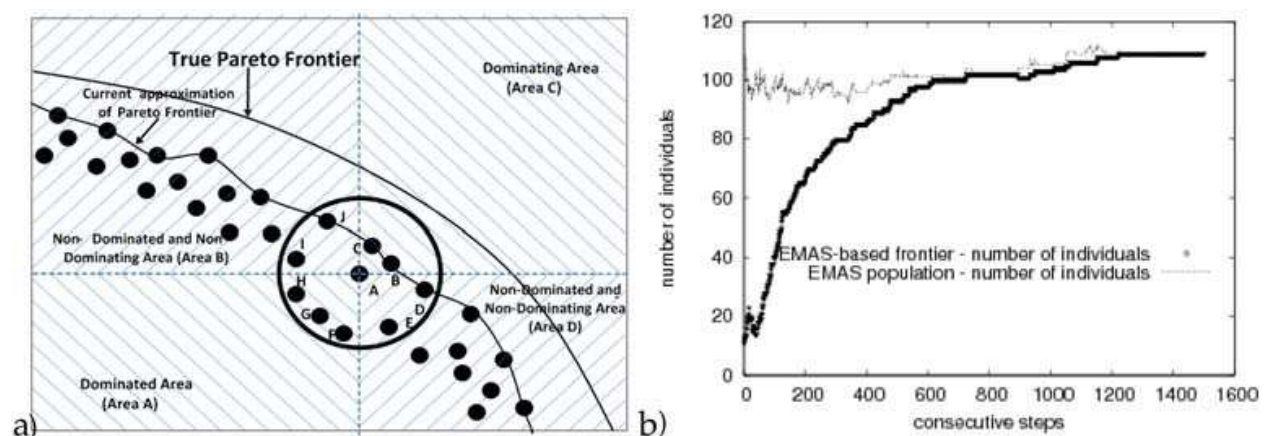 True Pareto Frontier
Dominating Area
(Area C)
Current approximation
of Pareto Frontier
J
C
I
Non- Dominated and Non-
Dominating Area (Area B)
B
A
H
D
G
E
F
Non-Dominated and
Non-Dominating Area
(Area D)
Dominated Area
(Area A)
a)
120
100
80
60
40
20
0
number of individuals
EMAS-based frontier - number of individuals
EMAS population - number of individuals
0 200 400 600 800 1000 1200 1400 1600
consecutive steps
b)